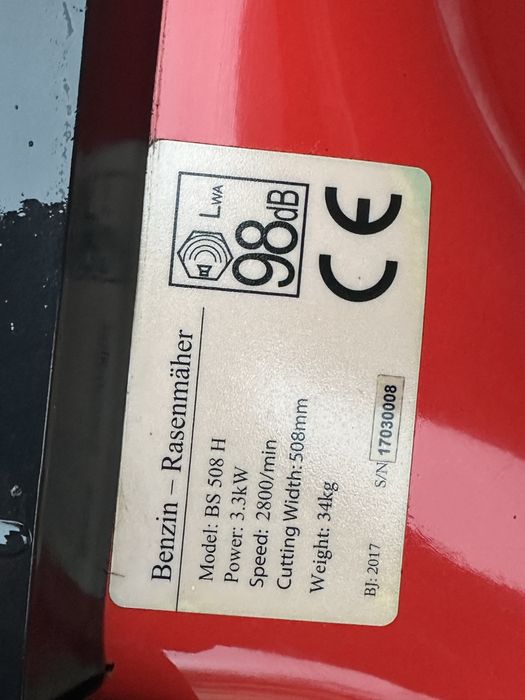 Benzin – Rasenmäher
Model: BS 508 H
Power: 3.3kW
Speed: 2800/min
Cutting Width: 508mm
Weight: 34kg
BJ: 2017 S/N 17030008
LWA
98dB
CE